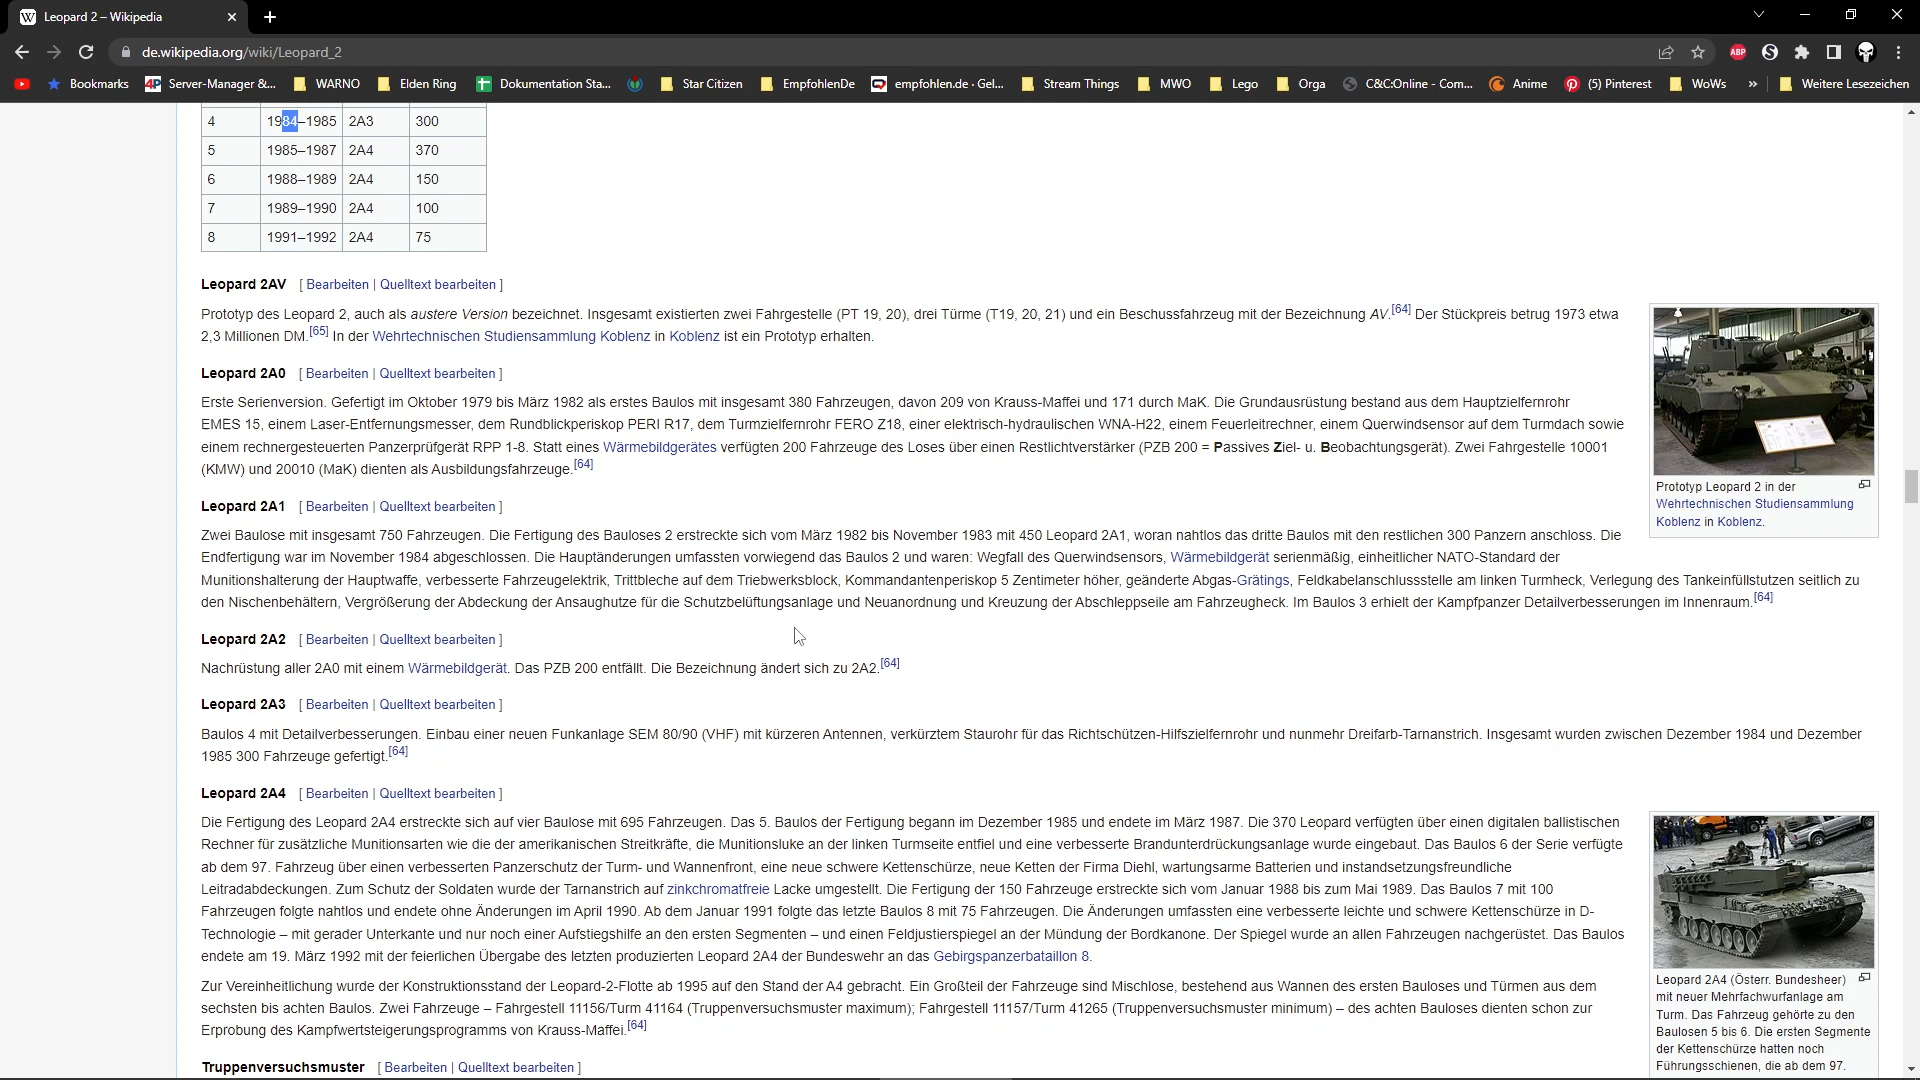 Leopard 2 – Wikipedia
de.wikipedia.org/wiki/Leopard_2
ABP
Bookmarks
4P Server-Manager &...
WARNO
Elden Ring
Dokumentation Sta...
Star Citizen
EmpfohlenDe
empfohlen.de - Gel...
Stream Things
MWO
Lego
Orga
C&C:Online - Com...
Anime
(5) Pinterest
WoWs
»
Weitere Lesezeichen
4 1984–1985 2A3 300
5 1985–1987 2A4 370
6 1988–1989 2A4 150
7 1989–1990 2A4 100
8 1991–1992 2A4 75
Leopard 2AV [ Bearbeiten | Quelltext bearbeiten ]
Prototyp des Leopard 2, auch als austere Version bezeichnet. Insgesamt existierten zwei Fahrgestelle (PT 19, 20), drei Türme (T19, 20, 21) und ein Beschussfahrzeug mit der Bezeichnung AV.[64] Der Stückpreis betrug 1973 etwa
2,3 Millionen DM.[65] In der Wehrtechnischen Studiensammlung Koblenz in Koblenz ist ein Prototyp erhalten.
Prototyp Leopard 2 in der
Wehrtechnischen Studiensammlung
Koblenz in Koblenz.
Leopard 2A0 [ Bearbeiten | Quelltext bearbeiten ]
Erste Serienversion. Gefertigt im Oktober 1979 bis März 1982 als erstes Baulos mit insgesamt 380 Fahrzeugen, davon 209 von Krauss-Maffei und 171 durch MaK. Die Grundausrüstung bestand aus dem Hauptzielfernrohr
EMES 15, einem Laser-Entfernungsmesser, dem Rundblickperiskop PERI R17, dem Turmzielfernrohr FERO Z18, einer elektrisch-hydraulischen WNA-H22, einem Feuerleitrechner, einem Querwindsensor auf dem Turmdach sowie
einem rechnergesteuerten Panzerprüfgerät RPP 1-8. Statt eines Wärmebildgerätes verfügten 200 Fahrzeuge des Loses über einen Restlichtverstärker (PZB 200 = Passives Ziel- u. Beobachtungsgerät). Zwei Fahrgestelle 10001
(KMW) und 20010 (MaK) dienten als Ausbildungsfahrzeuge.[64]
Leopard 2A1 [ Bearbeiten | Quelltext bearbeiten ]
Zwei Baulose mit insgesamt 750 Fahrzeugen. Die Fertigung des Bauloses 2 erstreckte sich vom März 1982 bis November 1983 mit 450 Leopard 2A1, woran nahtlos das dritte Baulos mit den restlichen 300 Panzern anschloss. Die
Endfertigung war im November 1984 abgeschlossen. Die Hauptänderungen umfassten vorwiegend das Baulos 2 und waren: Wegfall des Querwindsensors, Wärmebildgerät serienmäßig, einheitlicher NATO-Standard der
Munitionshalterung der Hauptwaffe, verbesserte Fahrzeugelektrik, Trittbleche auf dem Triebwerksblock, Kommandantenperiskop 5 Zentimeter höher, geänderte Abgas-Grätings, Feldkabelanschlussstelle am linken Turmheck, Verlegung des Tankeinfüllstutzen seitlich zu
den Nischenbehältern, Vergrößerung der Abdeckung der Ansaughutze für die Schutzbelüftungsanlage und Neuanordnung und Kreuzung der Abschleppseile am Fahrzeugheck. Im Baulos 3 erhielt der Kampfpanzer Detailverbesserungen im Innenraum.[64]
Leopard 2A2 [ Bearbeiten | Quelltext bearbeiten ]
Nachrüstung aller 2A0 mit einem Wärmebildgerät. Das PZB 200 entfällt. Die Bezeichnung ändert sich zu 2A2.[64]
Leopard 2A3 [ Bearbeiten | Quelltext bearbeiten ]
Baulos 4 mit Detailverbesserungen. Einbau einer neuen Funkanlage SEM 80/90 (VHF) mit kürzeren Antennen, verkürztem Staurohr für das Richtschützen-Hilfszielfernrohr und nunmehr Dreifarb-Tarnanstrich. Insgesamt wurden zwischen Dezember 1984 und Dezember
1985 300 Fahrzeuge gefertigt.[64]
Leopard 2A4 [ Bearbeiten | Quelltext bearbeiten ]
Die Fertigung des Leopard 2A4 erstreckte sich auf vier Baulose mit 695 Fahrzeugen. Das 5. Baulos der Fertigung begann im Dezember 1985 und endete im März 1987. Die 370 Leopard verfügten über einen digitalen ballistischen
Rechner für zusätzliche Munitionsarten wie die der amerikanischen Streitkräfte, die Munitionsluke an der linken Turmseite entfiel und eine verbesserte Brandunterdrückungsanlage wurde eingebaut. Das Baulos 6 der Serie verfügte
ab dem 97. Fahrzeug über einen verbesserten Panzerschutz der Turm- und Wannenfront, eine neue schwere Kettenschürze, neue Ketten der Firma Diehl, wartungsarme Batterien und instandsetzungsfreundliche
Leitradabdeckungen. Zum Schutz der Soldaten wurde der Tarnanstrich auf zinkchromatfreie Lacke umgestellt. Die Fertigung der 150 Fahrzeuge erstreckte sich vom Januar 1988 bis zum Mai 1989. Das Baulos 7 mit 100
Fahrzeugen folgte nahtlos und endete ohne Änderungen im April 1990. Ab dem Januar 1991 folgte das letzte Baulos 8 mit 75 Fahrzeugen. Die Änderungen umfassten eine verbesserte leichte und schwere Kettenschürze in D-
Technologie – mit gerader Unterkante und nur noch einer Aufstiegshilfe an den ersten Segmenten – und einen Feldjustierspiegel an der Mündung der Bordkanone. Der Spiegel wurde an allen Fahrzeugen nachgerüstet. Das Baulos
endete am 19. März 1992 mit der feierlichen Übergabe des letzten produzierten Leopard 2A4 der Bundeswehr an das Gebirgspanzerbataillon 8.
Zur Vereinheitlichung wurde der Konstruktionsstand der Leopard-2-Flotte ab 1995 auf den Stand der A4 gebracht. Ein Großteil der Fahrzeuge sind Mischlose, bestehend aus Wannen des ersten Bauloses und Türmen aus dem
sechsten bis achten Baulos. Zwei Fahrzeuge – Fahrgestell 11156/Turm 41164 (Truppenversuchsmuster maximum); Fahrgestell 11157/Turm 41265 (Truppenversuchsmuster minimum) – des achten Bauloses dienten schon zur
Erprobung des Kampfwertsteigerungsprogramms von Krauss-Maffei.[64]
Leopard 2A4 (Österr. Bundesheer)
mit neuer Mehrfachwurfanlage am
Turm. Das Fahrzeug gehörte zu den
Baulosen 5 bis 6. Die ersten Segmente
der Kettenschürze hatten noch
Führungsschienen, die ab dem 97.
Truppenversuchsmuster [ Bearbeiten | Quelltext bearbeiten ]